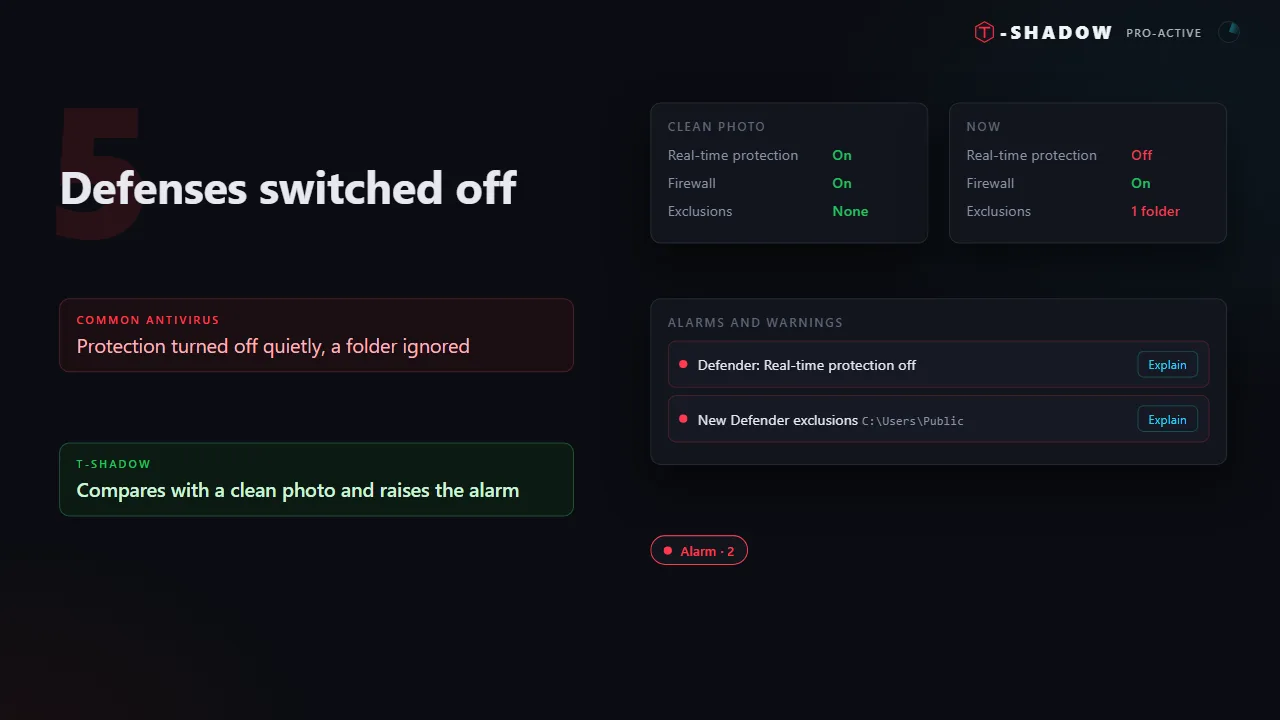 T-SHADOW PRO-ACTIVE
5
Defenses switched off
COMMON ANTIVIRUS
Protection turned off quietly, a folder ignored
T-SHADOW
Compares with a clean photo and raises the alarm
CLEAN PHOTO
Real-time protection On
Firewall On
Exclusions None
NOW
Real-time protection Off
Firewall On
Exclusions 1 folder
ALARMS AND WARNINGS
Defender: Real-time protection off Explain
New Defender exclusions C:\Users\Public Explain
Alarm · 2